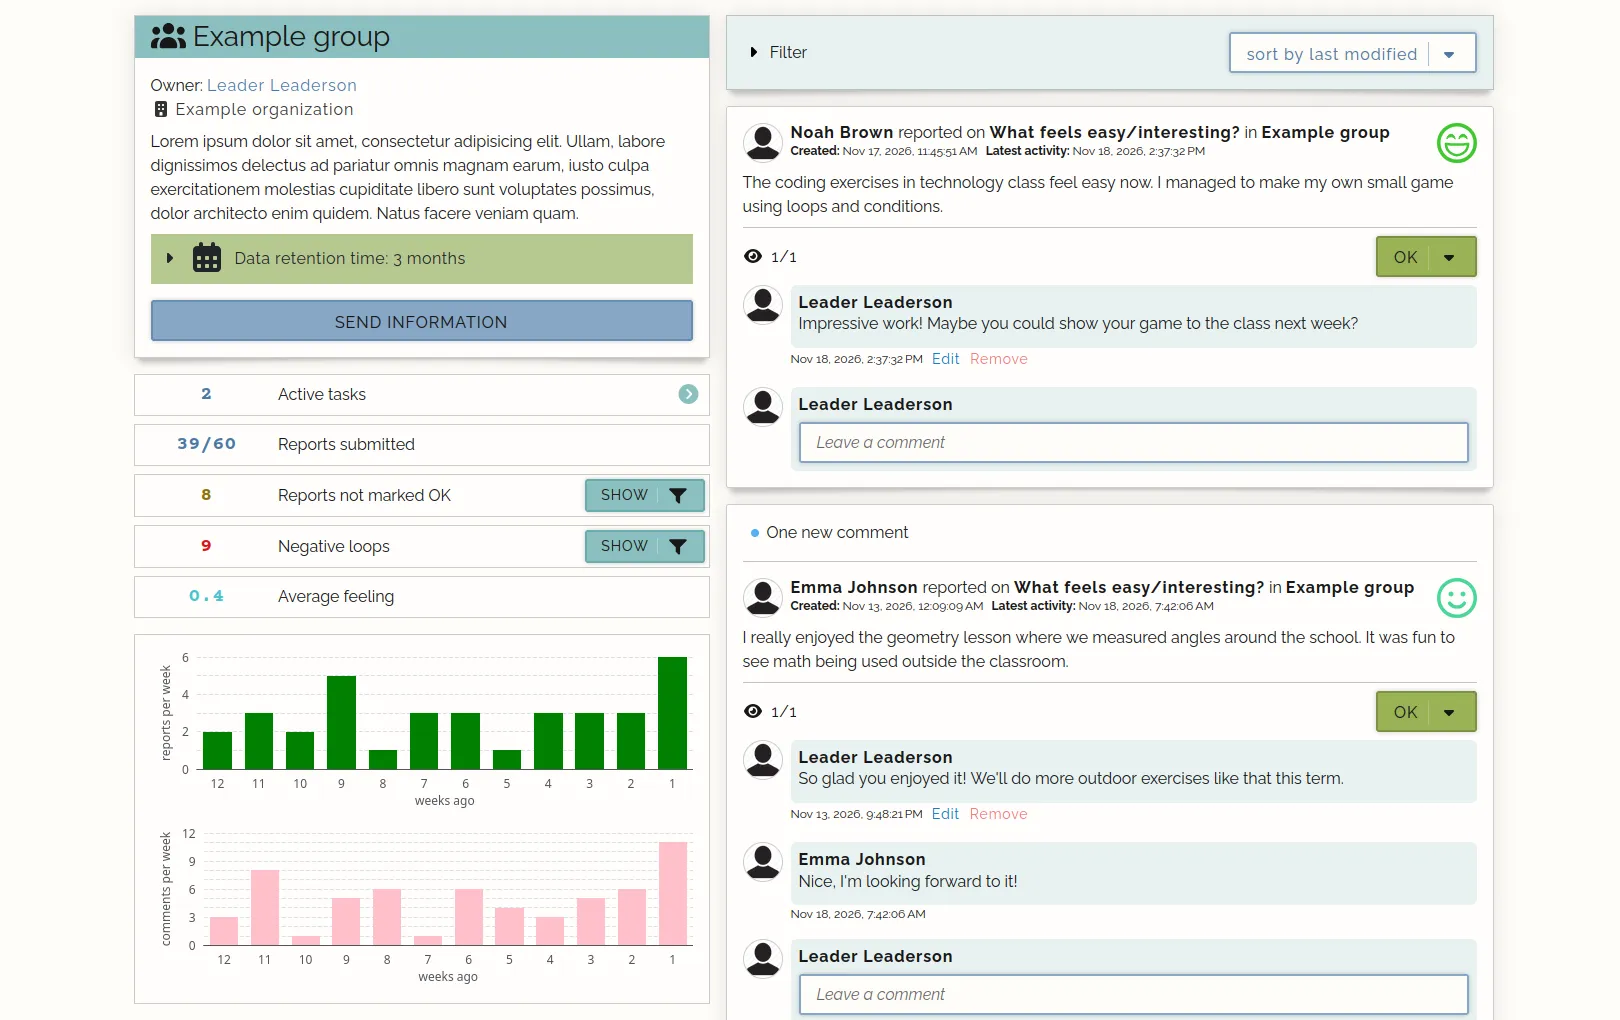 Example group
Owner: Leader Leaderson
Example organization
Lorem ipsum dolor sit amet, consectetur adipisicing elit. Ullam, labore
dignissimos delectus ad pariatur omnis magnam earum, iusto culpa
exercitationem molestias cupiditate libero sunt voluptates possimus,
dolor architecto enim quidem. Natus facere veniam quam.
Data retention time: 3 months
SEND INFORMATION
2 Active tasks
39/60 Reports submitted
8 Reports not marked OK SHOW
9 Negative loops SHOW
0.4 Average feeling
reports per week
6
4
2
0
12 11 10 9 8 7 6 5 4 3 2 1
weeks ago
comments per week
12
9
6
3
0
12 11 10 9 8 7 6 5 4 3 2 1
weeks ago
Filter
sort by last modified
Noah Brown reported on What feels easy/interesting? in Example group
Created: Nov 17, 2026, 11:45:51 AM Latest activity: Nov 18, 2026, 2:37:32 PM
The coding exercises in technology class feel easy now. I managed to make my own small game
using loops and conditions.
1/1
OK
Leader Leaderson
Impressive work! Maybe you could show your game to the class next week?
Nov 18, 2026, 2:37:32 PM Edit Remove
Leader Leaderson
Leave a comment
One new comment
Emma Johnson reported on What feels easy/interesting? in Example group
Created: Nov 13, 2026, 12:09:09 AM Latest activity: Nov 18, 2026, 7:42:06 AM
I really enjoyed the geometry lesson where we measured angles around the school. It was fun to
see math being used outside the classroom.
1/1
OK
Leader Leaderson
So glad you enjoyed it! We'll do more outdoor exercises like that this term.
Nov 13, 2026, 9:48:21 PM Edit Remove
Emma Johnson
Nice, I'm looking forward to it!
Nov 18, 2026, 7:42:06 AM
Leader Leaderson
Leave a comment